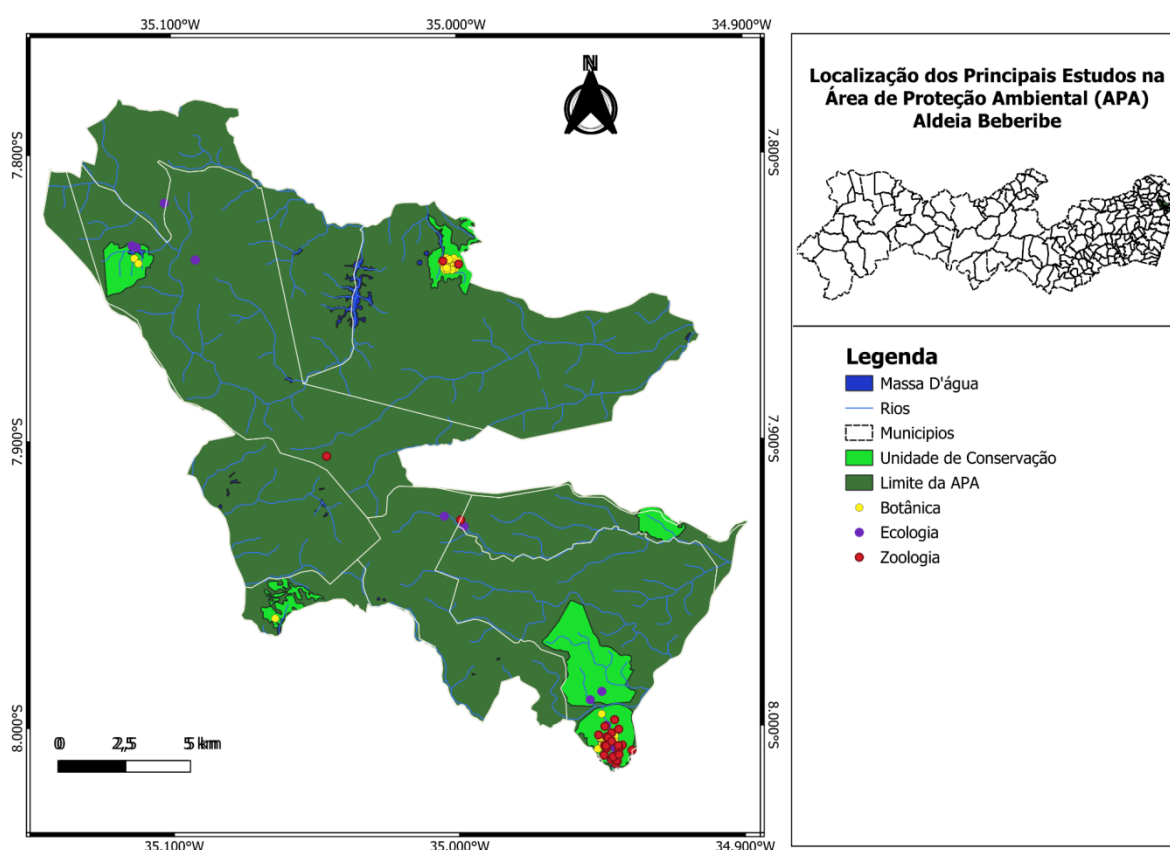 35.100°W 35.000°W 34.900°W
N
7.800°S 7.800°S
7.900°S 7.900°S
8.000°S 8.000°S
0 2,5 5 km
35.100°W 35.000°W 34.900°W
Localização dos Principais Estudos na
Área de Proteção Ambiental (APA)
Aldeia Beberibe
Legenda
Massa D'água
Rios
Municipios
Unidade de Conservação
Limite da APA
Botânica
Ecologia
Zoologia